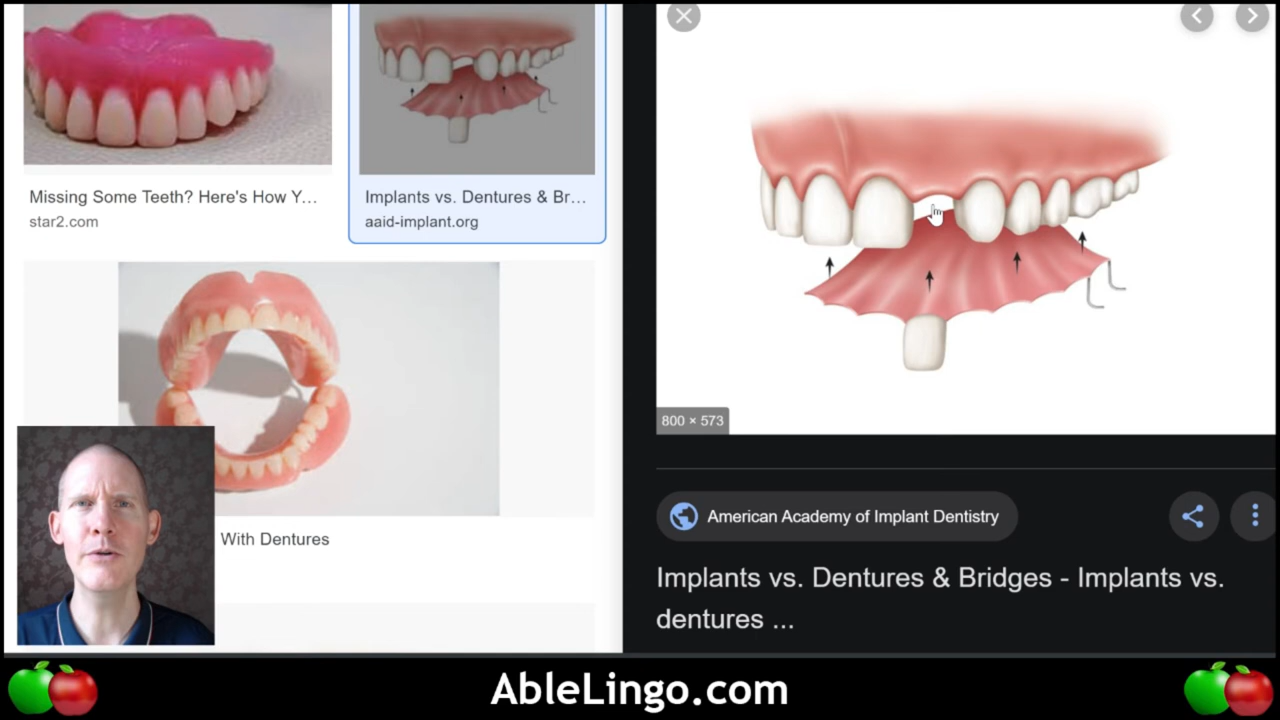 Missing Some Teeth? Here's How Y...
star2.com
Implants vs. Dentures & Br...
aaid-implant.org
With Dentures
800 × 573
American Academy of Implant Dentistry
Implants vs. Dentures & Bridges - Implants vs.
dentures ...
AbleLingo.com